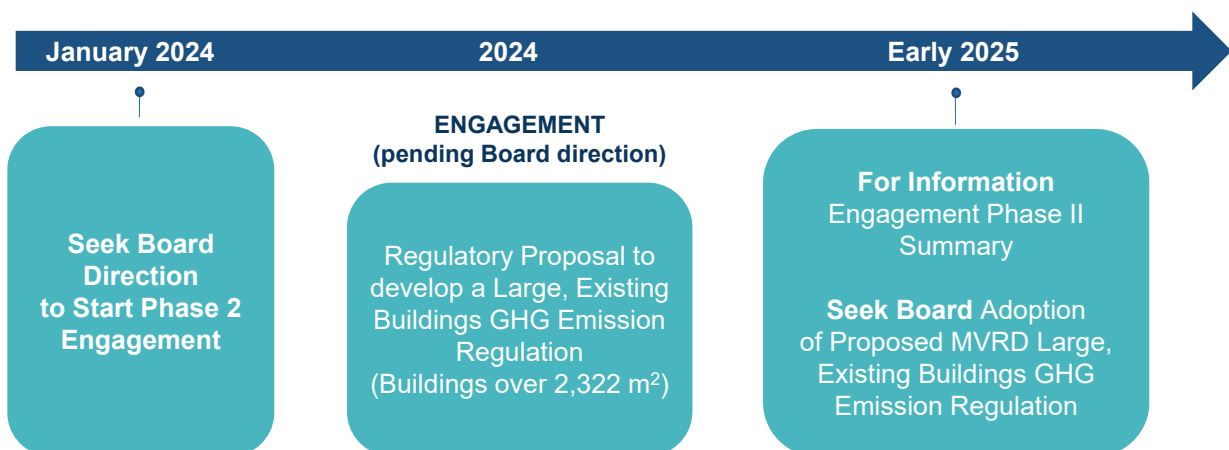 January 2024
2024
Early 2025
Seek Board
Direction
to Start Phase 2
Engagement
ENGAGEMENT
(pending Board direction)
Regulatory Proposal to
develop a Large, Existing
Buildings GHG Emission
Regulation
(Buildings over 2,322 m²)
For Information
Engagement Phase II
Summary
Seek Board Adoption
of Proposed MVRD Large,
Existing Buildings GHG
Emission Regulation